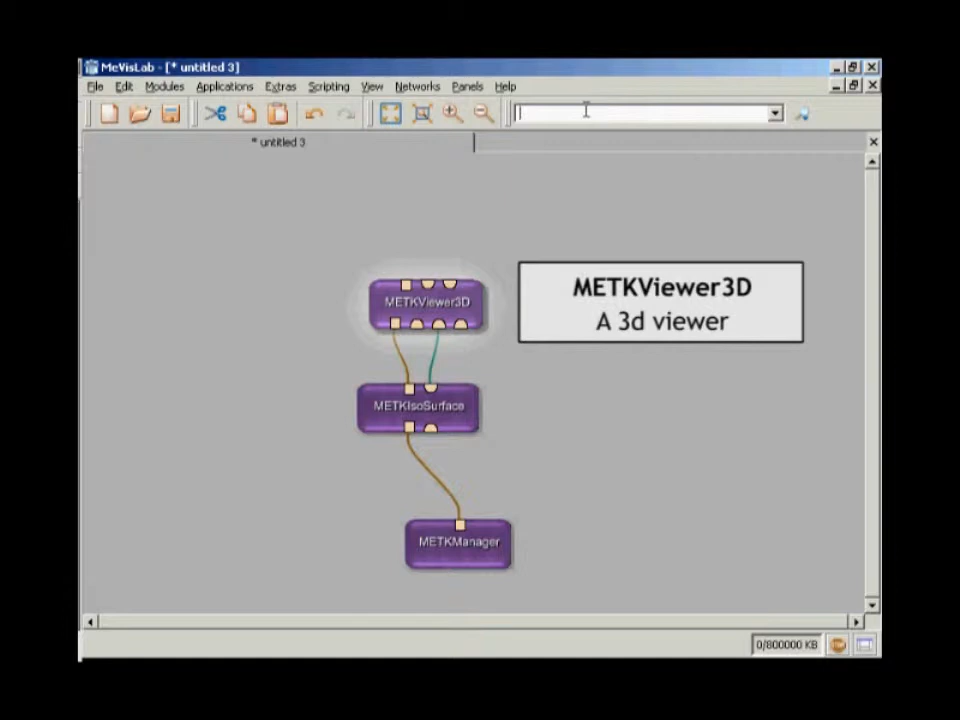 MeVisLab - [* untitled 3]
File Edit Modules Applications Extras Scripting View Networks Panels Help
* untitled 3
METKViewer3D
METKViewer3D
A 3d viewer
METKIsoSurface
METKManager
0/800000 KB